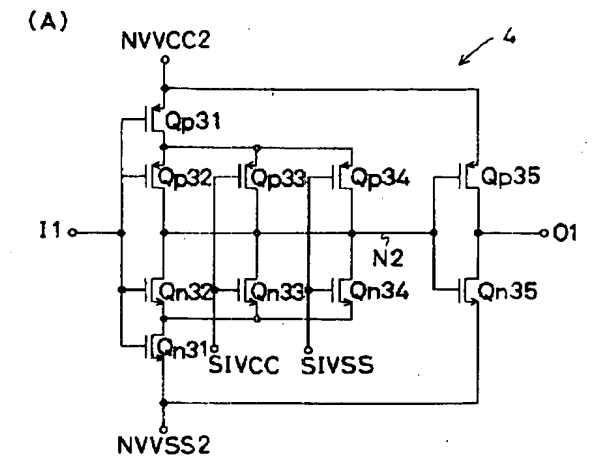 (A)
NVVCC2
4
Qp31
Qp32
Qp33
Qp34
Qp35
I1
N2
O1
Qn32
Qn33
Qn34
Qn35
Qn31
SIVCC
SIVSS
NVVSS2